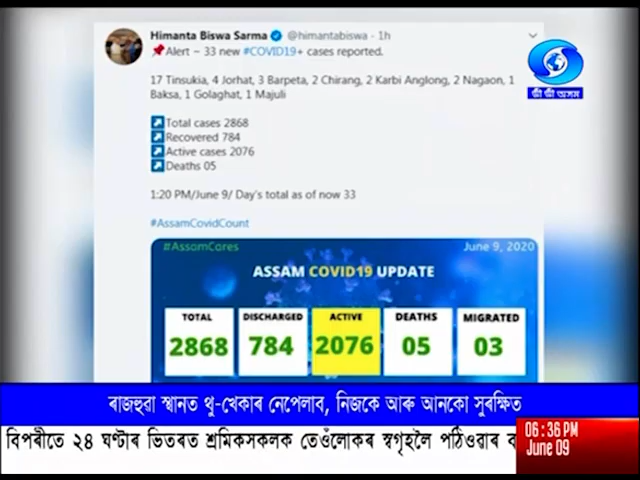 Himanta Biswa Sarma @himantabiswa · 1h
📌Alert ~ 33 new #COVID19+ cases reported.
17 Tinsukia, 4 Jorhat, 3 Barpeta, 2 Chirang, 2 Karbi Anglong, 2 Nagaon, 1
Baksa, 1 Golaghat, 1 Majuli
↗Total cases 2868
↗Recovered 784
↗Active cases 2076
↗Deaths 05
1:20 PM/June 9/ Day's total as of now 33
#AssamCovidCount
#AssamCares
June 9, 2020
ASSAM COVID19 UPDATE
TOTAL DISCHARGED ACTIVE DEATHS MIGRATED
2868 784 2076 05 03
ডী ডী অসম
ৰাজহুৱা স্থানত থু-খেকাৰ নেপেলাব, নিজকে আৰু আনকো সুৰক্ষিত
বিপৰীতে ২৪ ঘণ্টাৰ ভিতৰত শ্ৰমিকসকলক তেওঁলোকৰ স্বগৃহলৈ পঠিওৱাৰ ব
06:36 PM
June 09